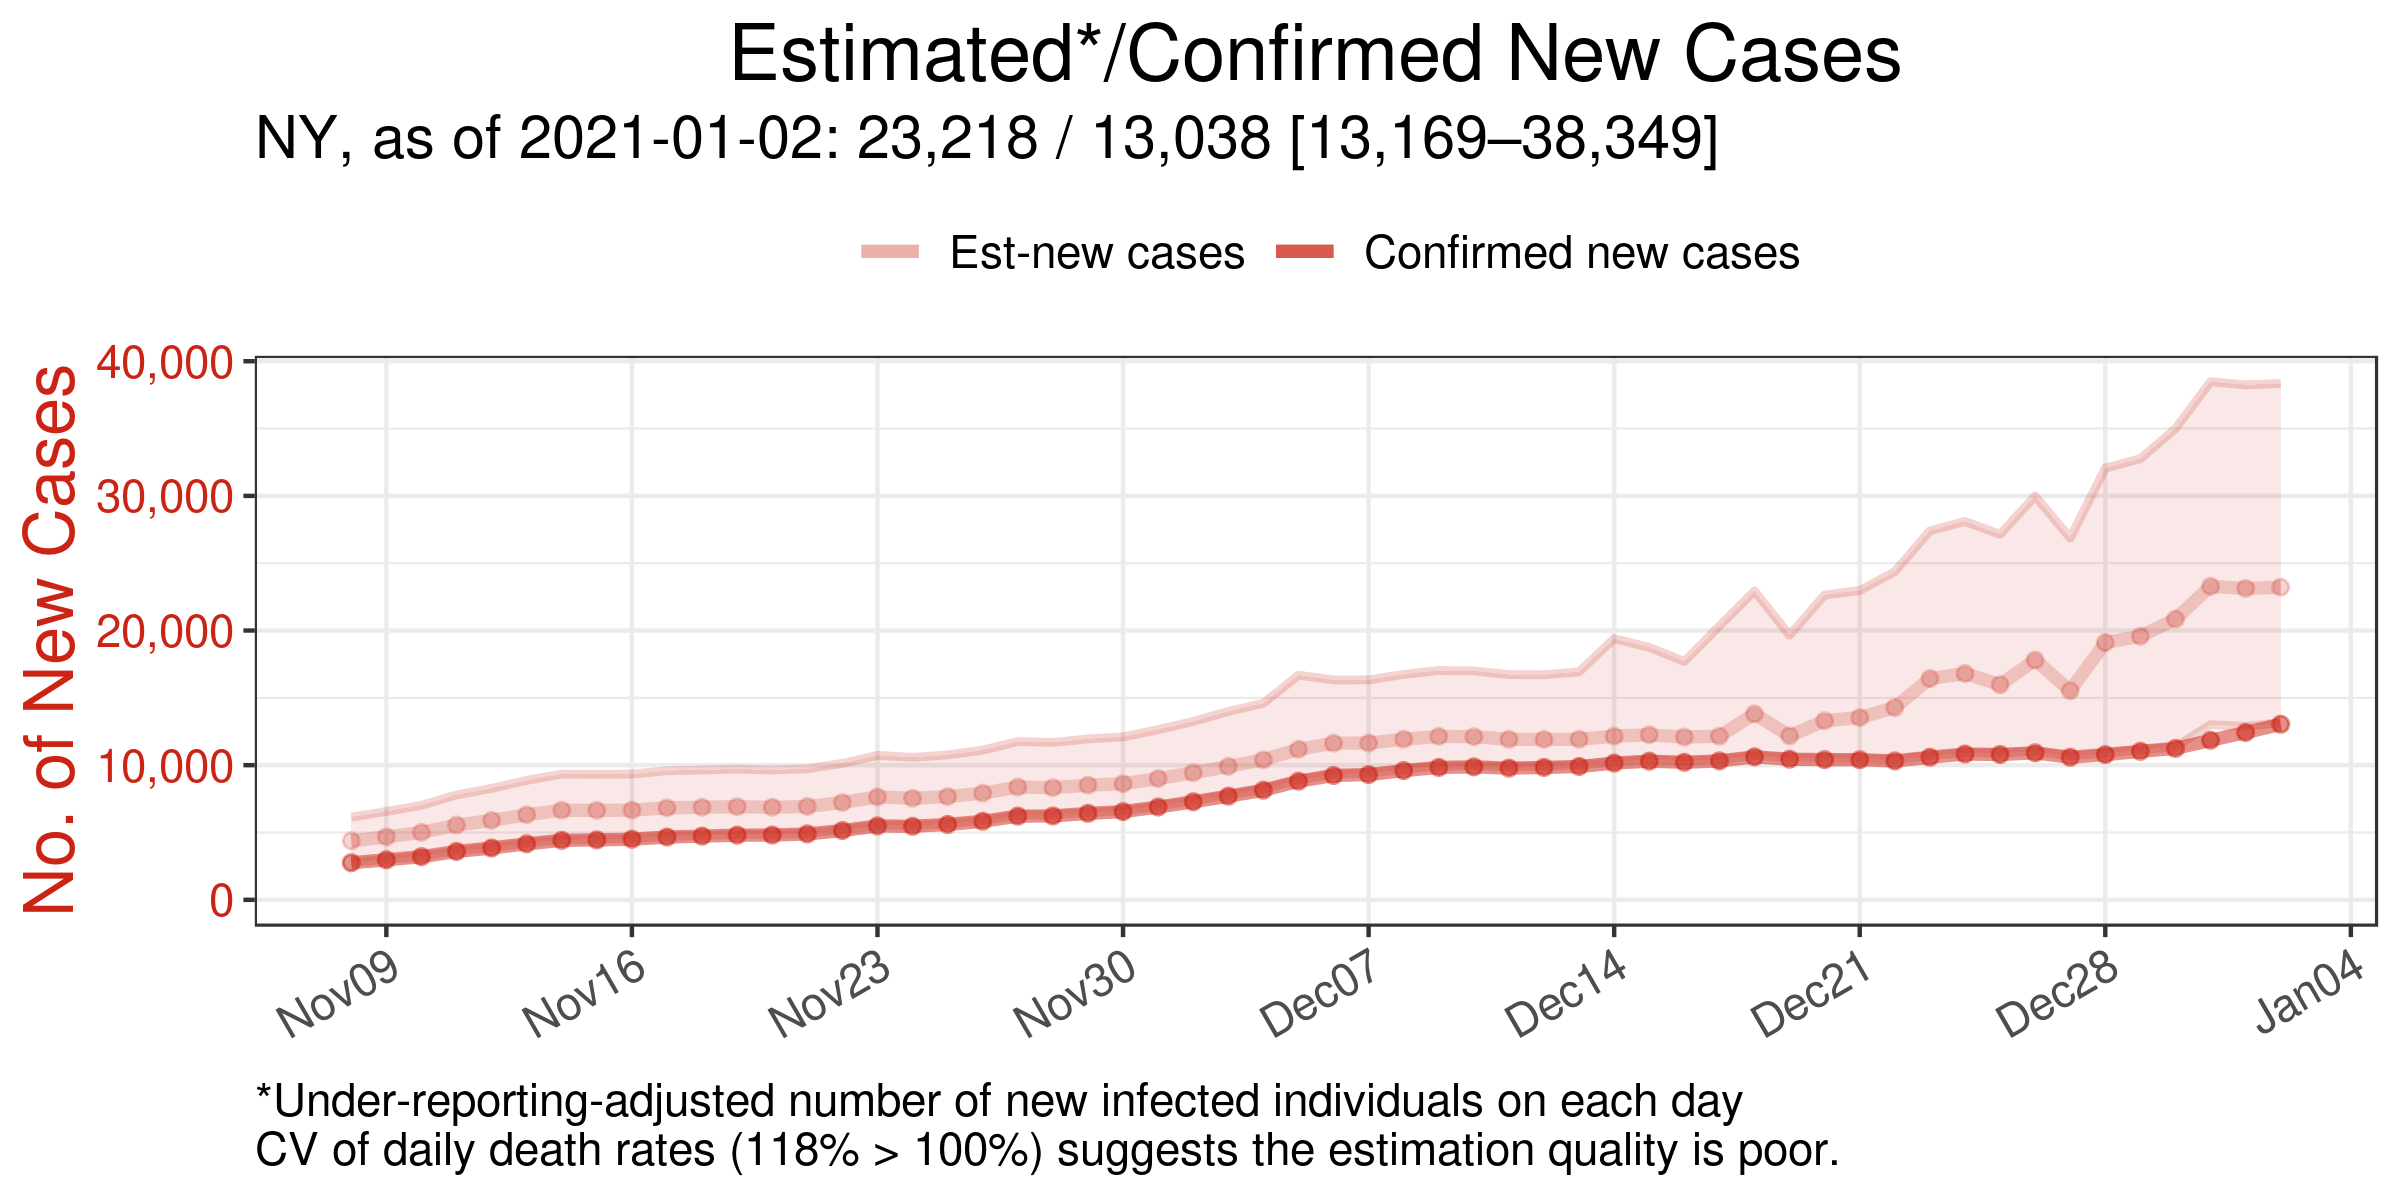 Estimated*/Confirmed New Cases
NY, as of 2021-01-02: 23,218 / 13,038 [13,169–38,349]
Est-new cases
Confirmed new cases
No. of New Cases
40,000
30,000
20,000
10,000
0
Nov09
Nov16
Nov23
Nov30
Dec07
Dec14
Dec21
Dec28
Jan04
*Under-reporting-adjusted number of new infected individuals on each day
CV of daily death rates (118% > 100%) suggests the estimation quality is poor.